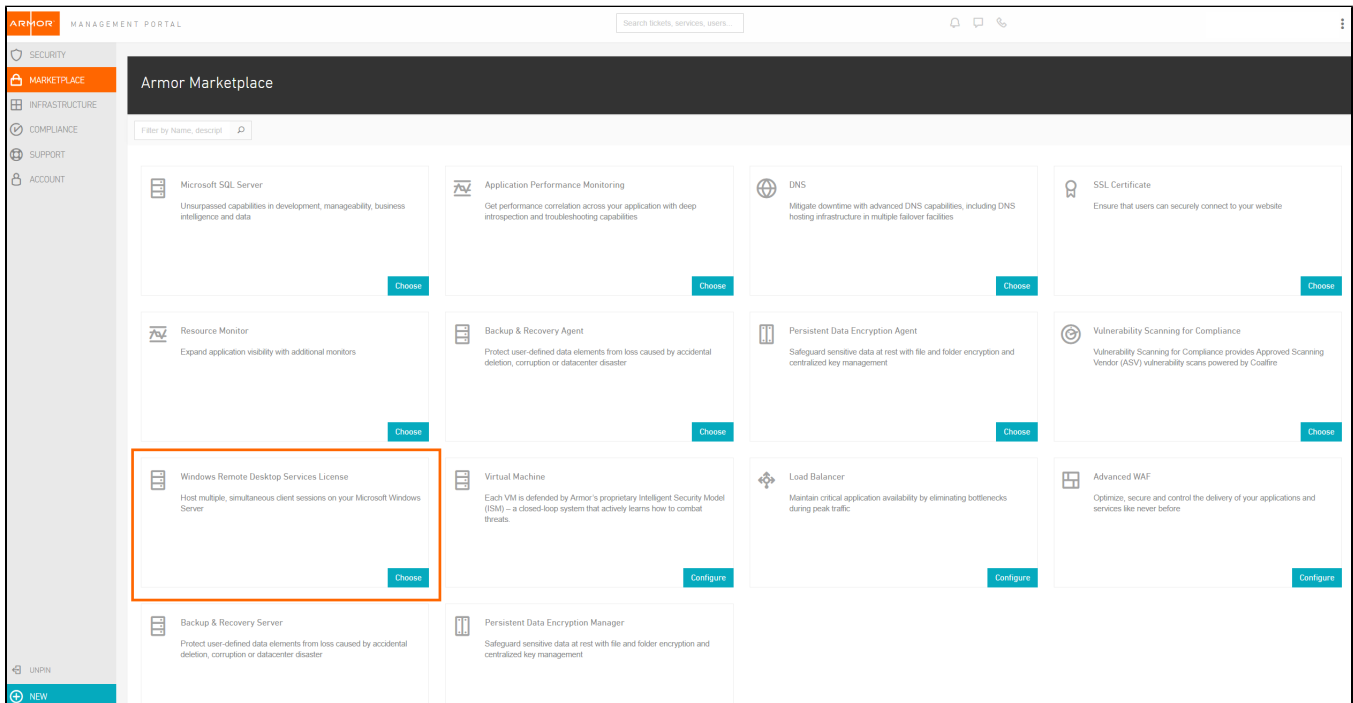 ARMOR MANAGEMENT PORTAL
Search tickets, services, users...
SECURITY
MARKETPLACE
INFRASTRUCTURE
COMPLIANCE
SUPPORT
ACCOUNT
UNPIN
NEW
Armor Marketplace
Filter by Name, descript
Microsoft SQL Server
Unsurpassed capabilities in development, manageability, business
intelligence and data
Choose
Application Performance Monitoring
Get performance correlation across your application with deep
introspection and troubleshooting capabilities
Choose
DNS
Mitigate downtime with advanced DNS capabilities, including DNS
hosting infrastructure in multiple failover facilities
Choose
SSL Certificate
Ensure that users can securely connect to your website
Choose
Resource Monitor
Expand application visibility with additional monitors
Choose
Backup & Recovery Agent
Protect user-defined data elements from loss caused by accidental
deletion, corruption or datacenter disaster
Choose
Persistent Data Encryption Agent
Safeguard sensitive data at rest with file and folder encryption and
centralized key management
Choose
Vulnerability Scanning for Compliance
Vulnerability Scanning for Compliance provides Approved Scanning
Vendor (ASV) vulnerability scans powered by Coalfire
Choose
Windows Remote Desktop Services License
Host multiple, simultaneous client sessions on your Microsoft Windows
Server
Choose
Virtual Machine
Each VM is defended by Armor's proprietary Intelligent Security Model
(ISM) – a closed-loop system that actively learns how to combat
threats.
Configure
Load Balancer
Maintain critical application availability by eliminating bottlenecks
during peak traffic
Configure
Advanced WAF
Optimize, secure and control the delivery of your applications and
services like never before
Configure
Backup & Recovery Server
Protect user-defined data elements from loss caused by accidental
deletion, corruption or datacenter disaster
Persistent Data Encryption Manager
Safeguard sensitive data at rest with file and folder encryption and
centralized key management